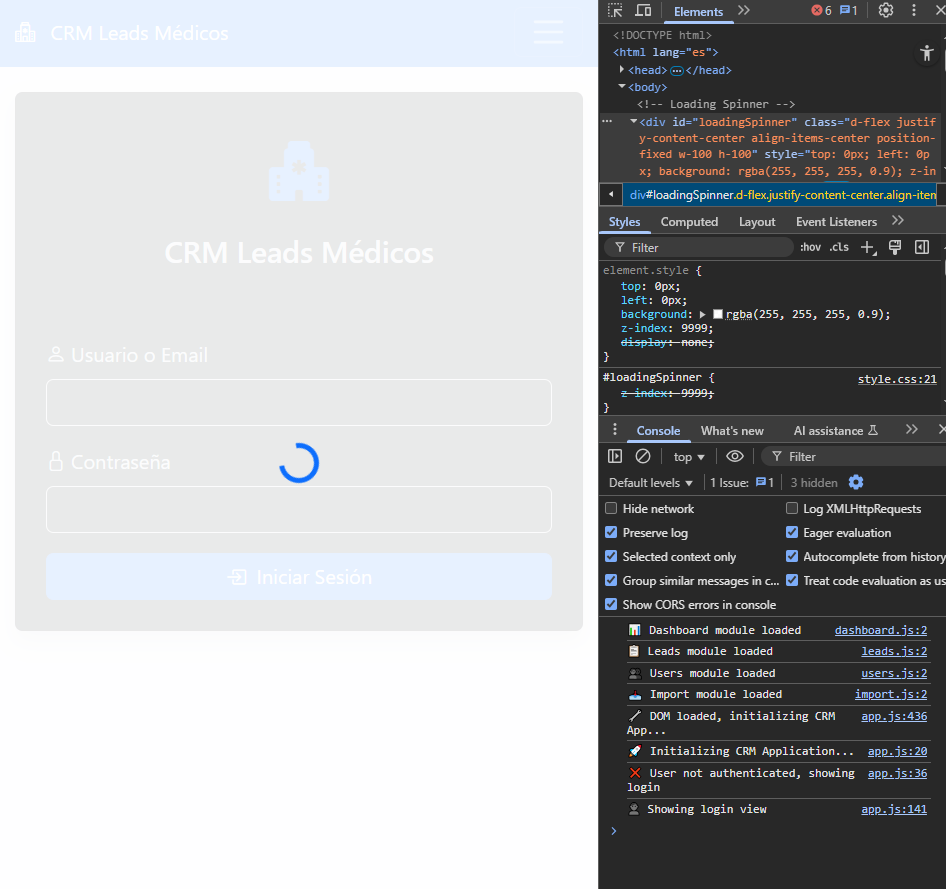 CRM Leads Médicos
CRM Leads Médicos
Usuario o Email
Contraseña
Iniciar Sesión
Elements
6
1
<!DOCTYPE html>
<html lang="es">
<head>
</head>
<body>
<!-- Loading Spinner -->
<div id="loadingSpinner" class="d-flex justif
y-content-center align-items-center position-
fixed w-100 h-100" style="top: 0px; left: 0p
x; background: rgba(255, 255, 255, 0.9); z-in
div#loadingSpinner.d-flex.justify-content-center.align-item
Styles Computed Layout Event Listeners
Filter :hov .cls
element.style {
top: 0px;
left: 0px;
background: rgba(255, 255, 255, 0.9);
z-index: 9999;
display: none;
}
#loadingSpinner { style.css:21
z-index: 9999;
}
Console What's new AI assistance
top Filter
Default levels 1 Issue: 1 3 hidden
Hide network Log XMLHttpRequests
Preserve log Eager evaluation
Selected context only Autocomplete from history
Group similar messages in c... Treat code evaluation as us
Show CORS errors in console
Dashboard module loaded dashboard.js:2
Leads module loaded leads.js:2
Users module loaded users.js:2
Import module loaded import.js:2
DOM loaded, initializing CRM app.js:436
App...
Initializing CRM Application... app.js:20
User not authenticated, showing app.js:36
login
Showing login view app.js:141